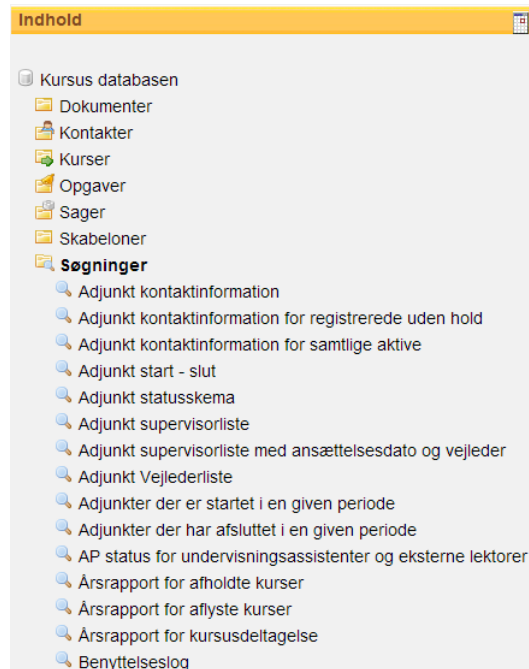 Indhold
Kursus databasen
Dokumenter
Kontakter
Kurser
Opgaver
Sager
Skabeloner
Søgninger
Adjunkt kontaktinformation
Adjunkt kontaktinformation for registrerede uden hold
Adjunkt kontaktinformation for samtlige aktive
Adjunkt start - slut
Adjunkt statusskema
Adjunkt supervisorliste
Adjunkt supervisorliste med ansættelsesdato og vejleder
Adjunkt Vejlederliste
Adjunkter der er startet i en given periode
Adjunkter der har afsluttet i en given periode
AP status for undervisningsassistenter og eksterne lektorer
Årsrapport for afholdte kurser
Årsrapport for aflyste kurser
Årsrapport for kursusdeltagelse
Benyttelseslog